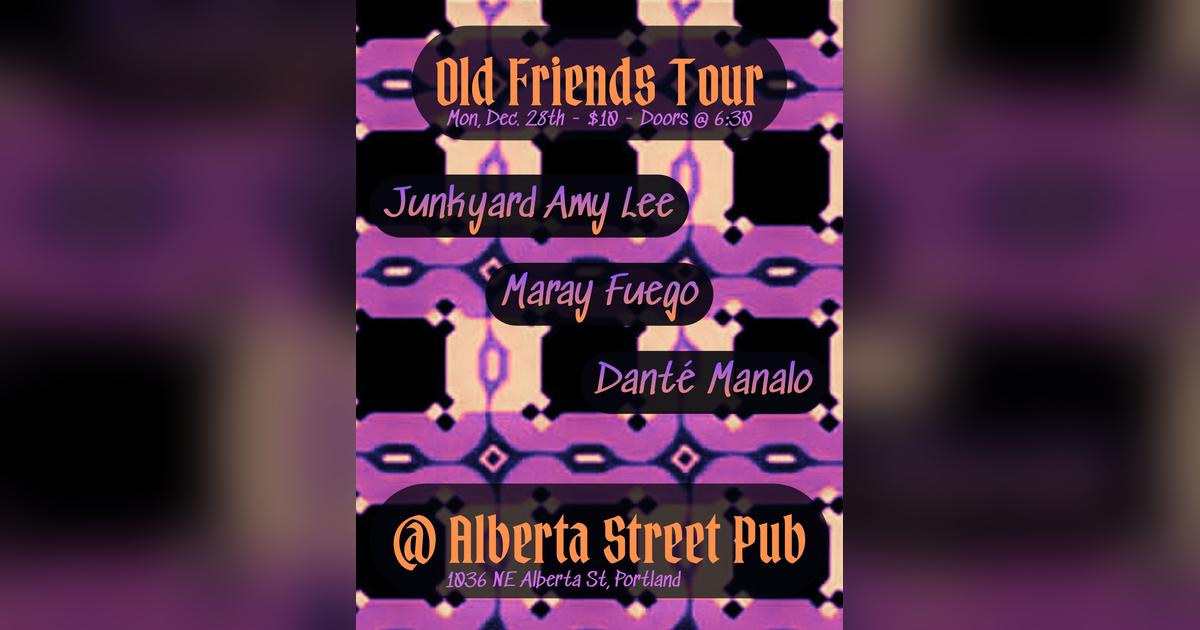 Old Friends Tour
Mon, Dec. 28th - $10 - Doors @ 6:30
Junkyard Amy Lee
Maray Fuego
Danté Manalo
@ Alberta Street Pub
1036 NE Alberta St, Portland